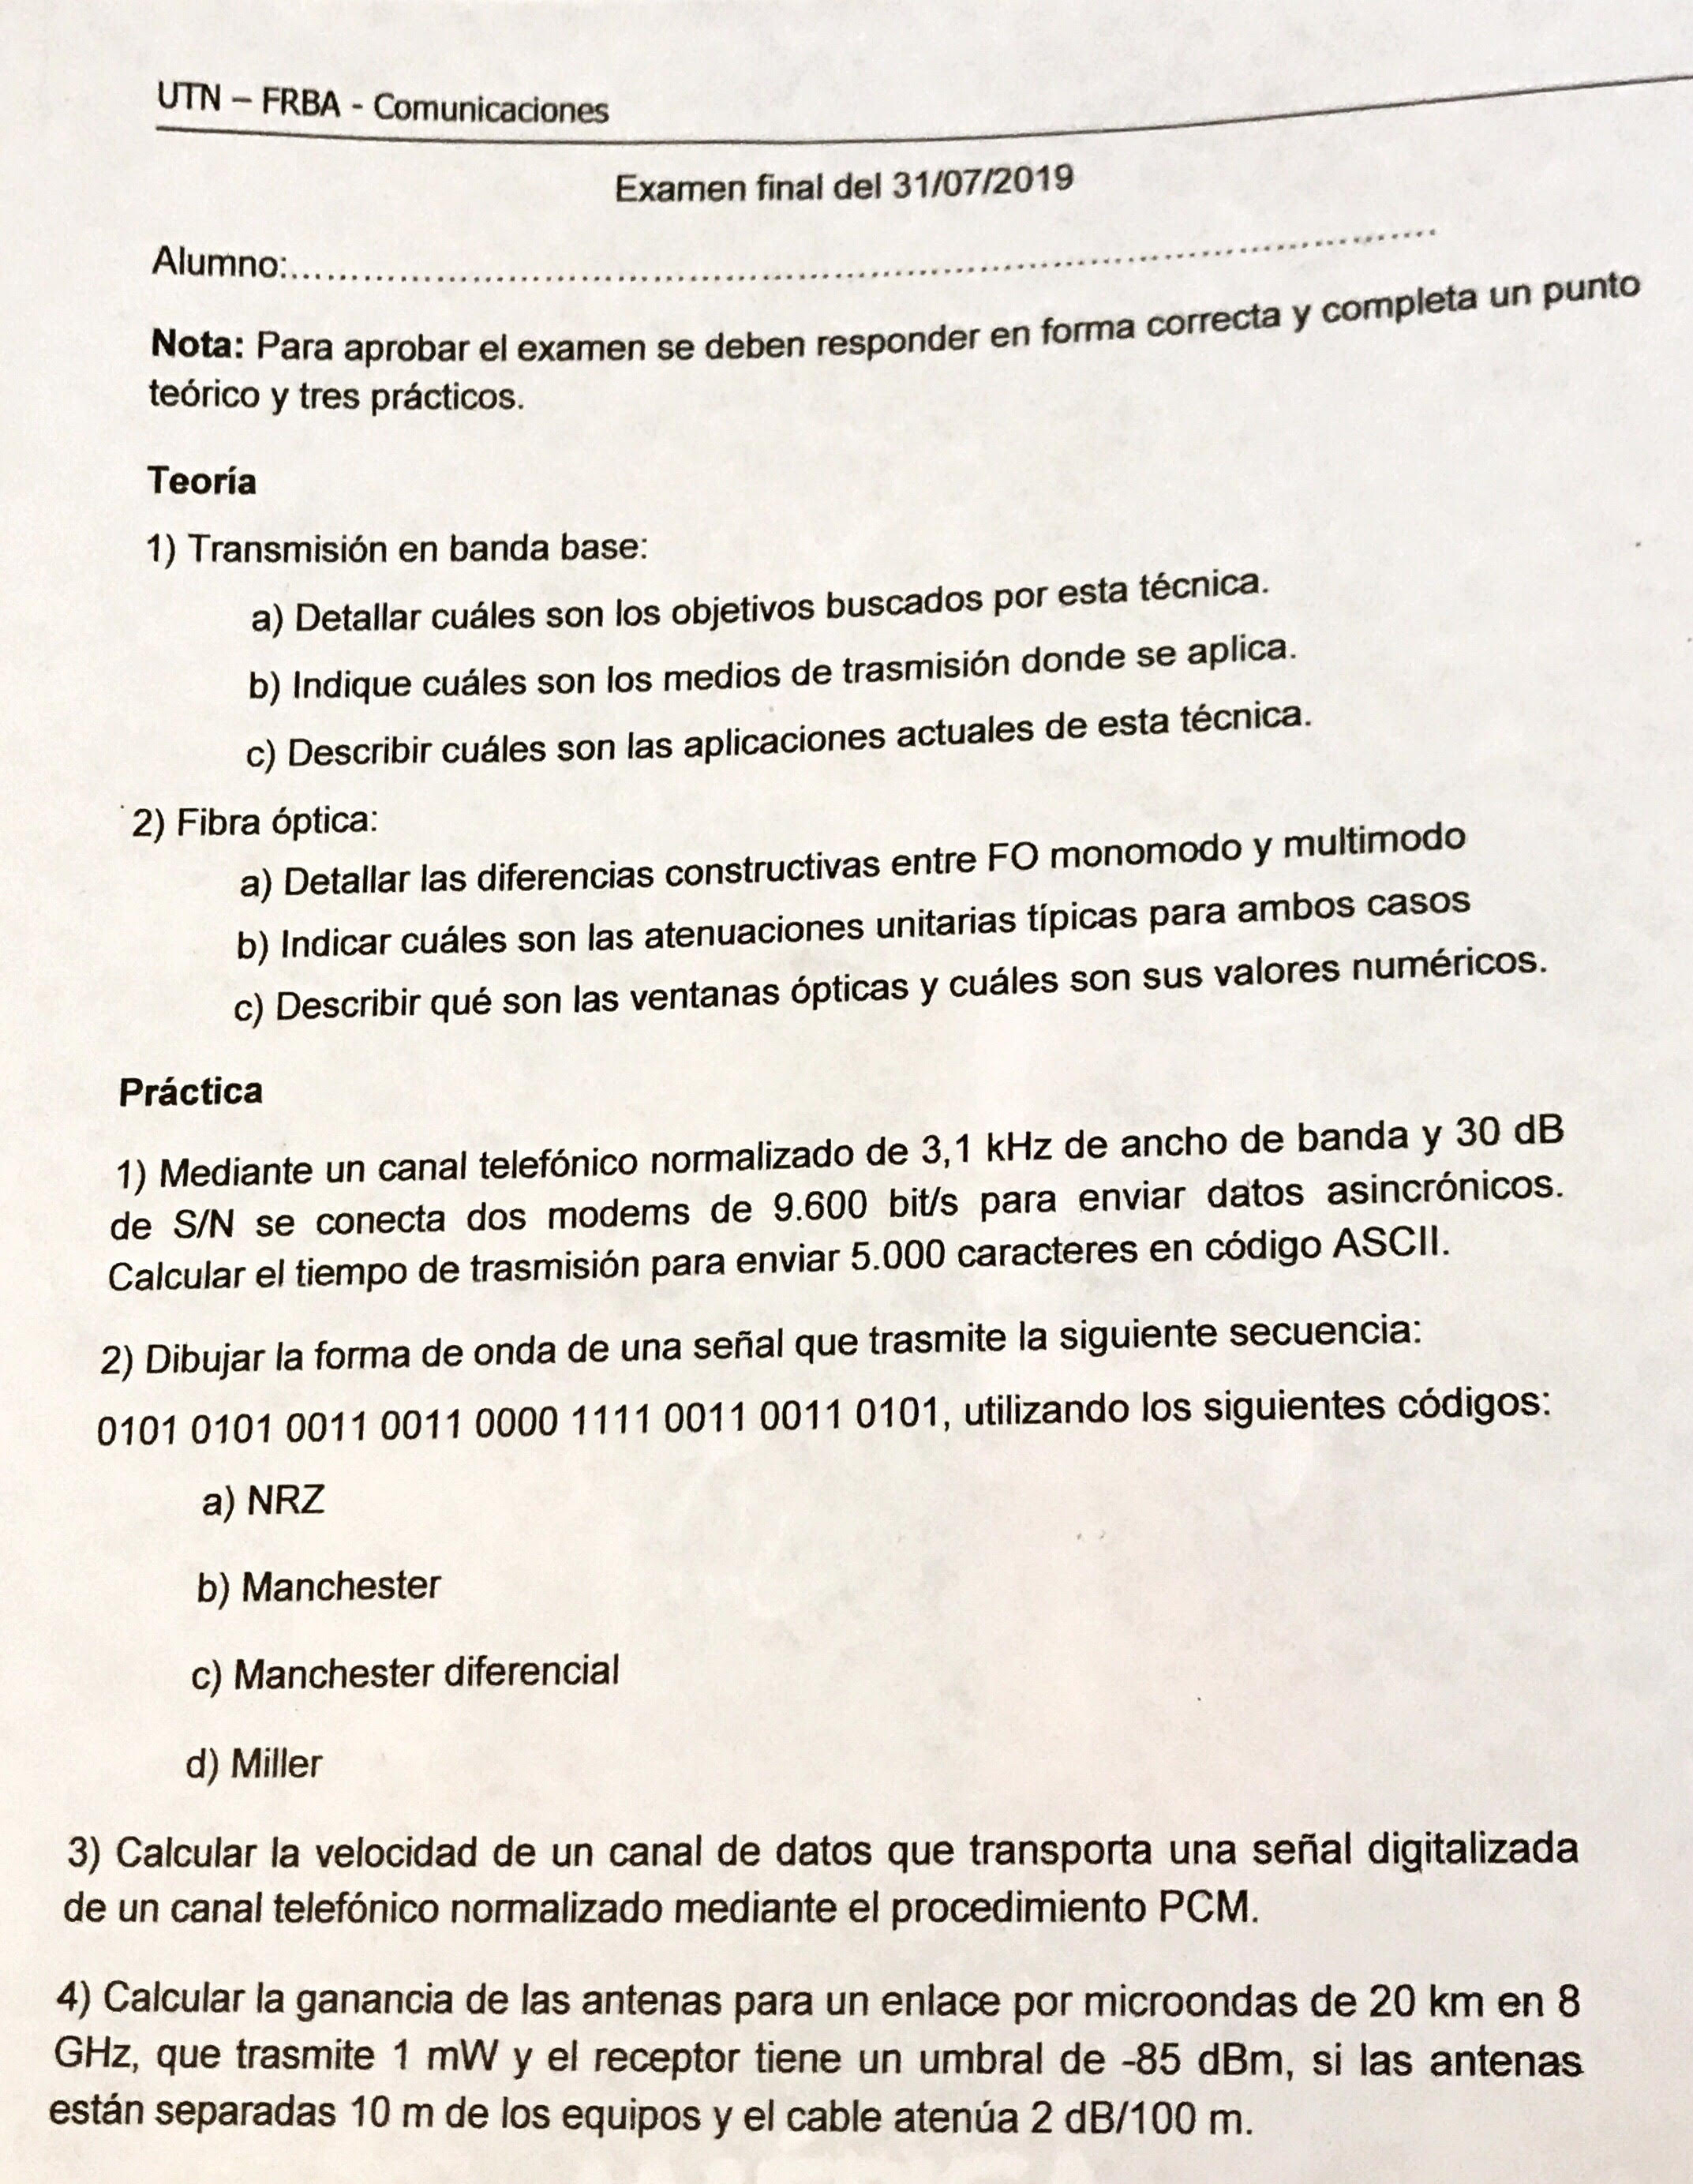 UTN – FRBA - Comunicaciones
Examen final del 31/07/2019
Alumno:..............................................................................................
Nota: Para aprobar el examen se deben responder en forma correcta y completa un punto
teórico y tres prácticos.
Teoría
1) Transmisión en banda base:
a) Detallar cuáles son los objetivos buscados por esta técnica.
b) Indique cuáles son los medios de trasmisión donde se aplica.
c) Describir cuáles son las aplicaciones actuales de esta técnica.
2) Fibra óptica:
a) Detallar las diferencias constructivas entre FO monomodo y multimodo
b) Indicar cuáles son las atenuaciones unitarias típicas para ambos casos
c) Describir qué son las ventanas ópticas y cuáles son sus valores numéricos.
Práctica
1) Mediante un canal telefónico normalizado de 3,1 kHz de ancho de banda y 30 dB
de S/N se conecta dos modems de 9.600 bit/s para enviar datos asincrónicos.
Calcular el tiempo de trasmisión para enviar 5.000 caracteres en código ASCII.
2) Dibujar la forma de onda de una señal que trasmite la siguiente secuencia:
0101 0101 0011 0011 0000 1111 0011 0011 0101, utilizando los siguientes códigos:
a) NRZ
b) Manchester
c) Manchester diferencial
d) Miller
3) Calcular la velocidad de un canal de datos que transporta una señal digitalizada
de un canal telefónico normalizado mediante el procedimiento PCM.
4) Calcular la ganancia de las antenas para un enlace por microondas de 20 km en 8
GHz, que trasmite 1 mW y el receptor tiene un umbral de -85 dBm, si las antenas
están separadas 10 m de los equipos y el cable atenúa 2 dB/100 m.